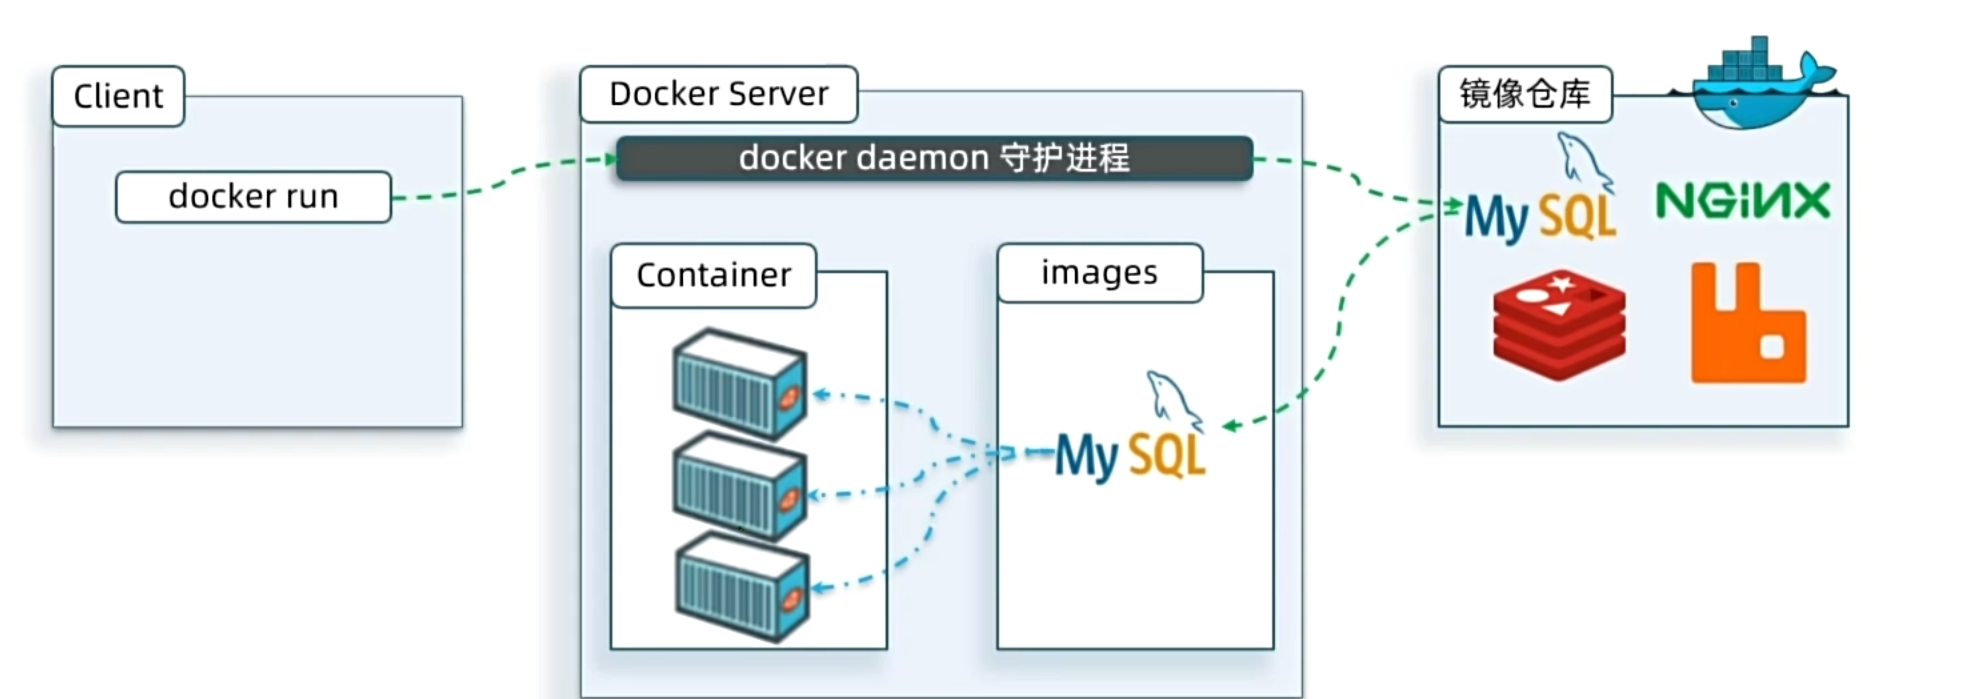 Client
docker run
Docker Server
docker daemon 守护进程
Container
images
MySQL
镜像仓库
MySQL
NGINX